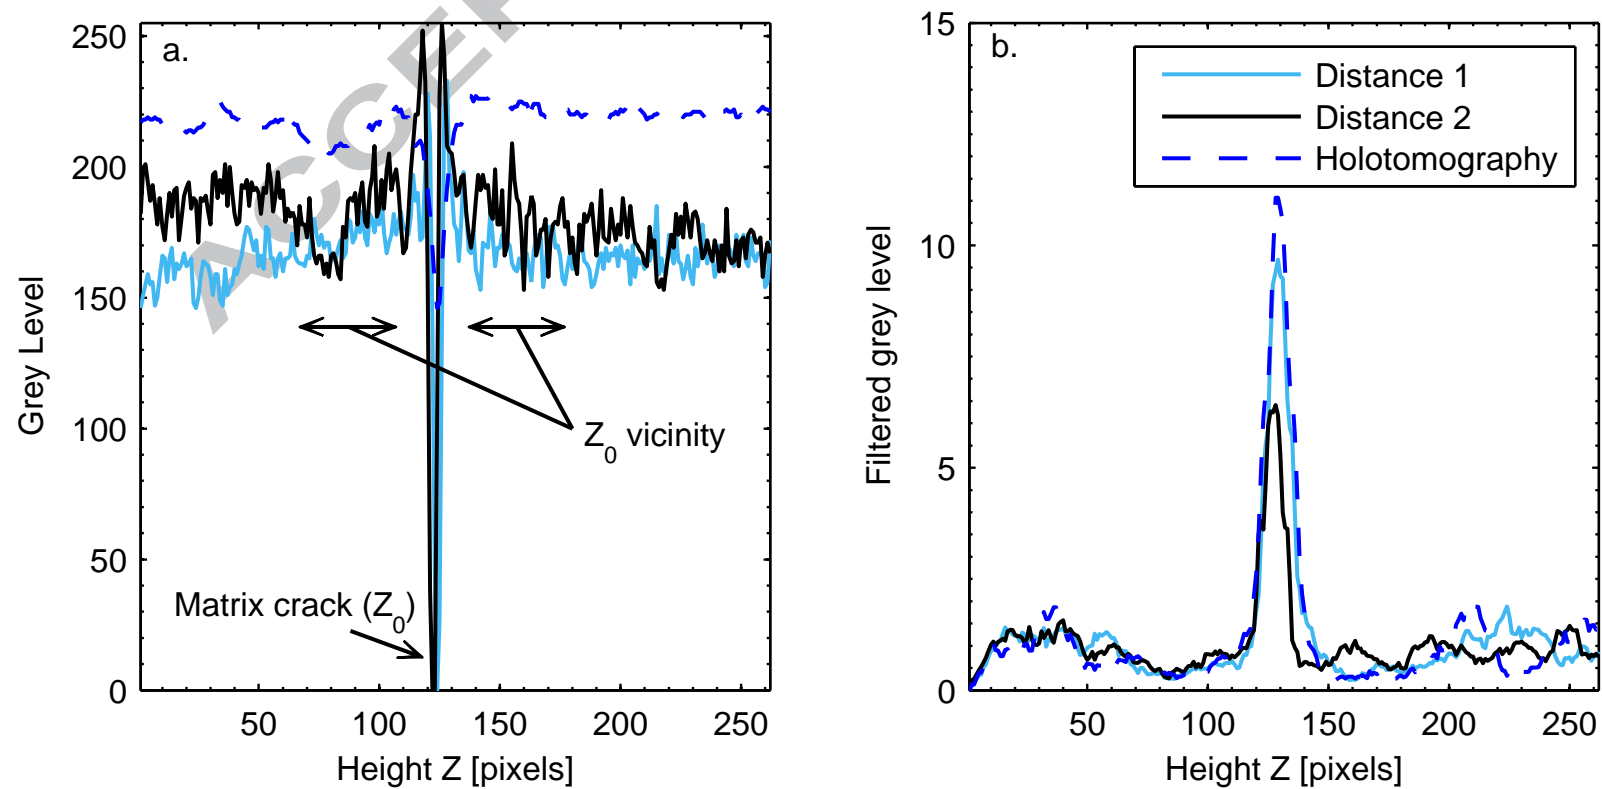 a.
250
200
150
100
50
0
Grey Level
Z0 vicinity
Matrix crack (Z0)
50 100 150 200 250
Height Z [pixels]
ACCEP
b.
15
10
5
0
Filtered grey level
Distance 1
Distance 2
Holotomography
50 100 150 200 250
Height Z [pixels]